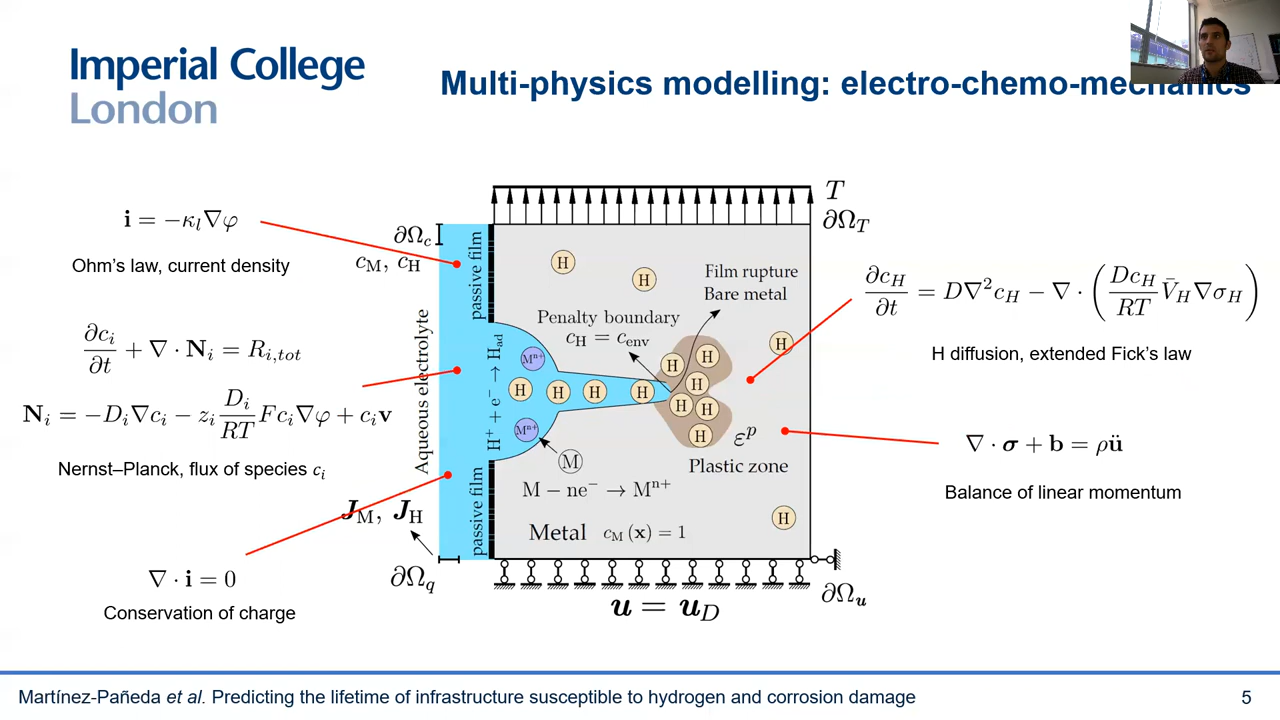 Imperial College
London
Multi-physics modelling: electro-chemo-mechanics
i = −κ_l∇φ
Ohm's law, current density
∂c_i/∂t + ∇ · N_i = R_{i,tot}
N_i = −D_i∇c_i − z_i D_i/RT Fc_i∇φ + c_i v
Nernst–Planck, flux of species c_i
∇ · i = 0
Conservation of charge
T
∂Ω_T
∂Ω_c
c_M, c_H
passive film
Aqueous electrolyte
H⁺ + e⁻ → H_ad
passive film
J_M, J_H
∂Ω_q
H
H
Film rupture
Bare metal
Penalty boundary
c_H = c_env
H
Mⁿ⁺
H
H
H
H
H
H
H
H
H
H
Mⁿ⁺
H
εᵖ
Plastic zone
M
M − ne⁻ → Mⁿ⁺
Metal c_M (x) = 1
H
u = u_D
∂Ω_u
∂c_H/∂t = D∇²c_H − ∇ · (Dc_H/RT V̄_H∇σ_H)
H diffusion, extended Fick's law
∇ · σ + b = ρü
Balance of linear momentum
Martínez-Pañeda et al. Predicting the lifetime of infrastructure susceptible to hydrogen and corrosion damage
5